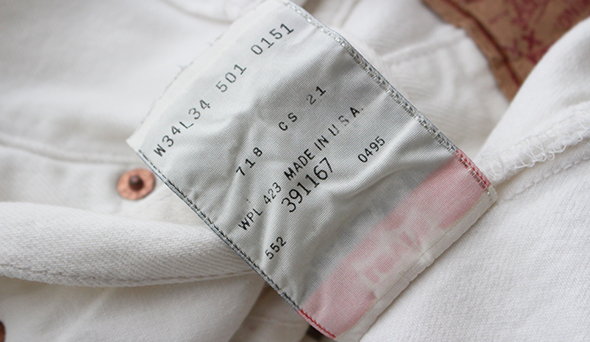 W34L34 501 0151
718 CS 21
WPL 423 MADE IN U.S.A.
391167 0495
552